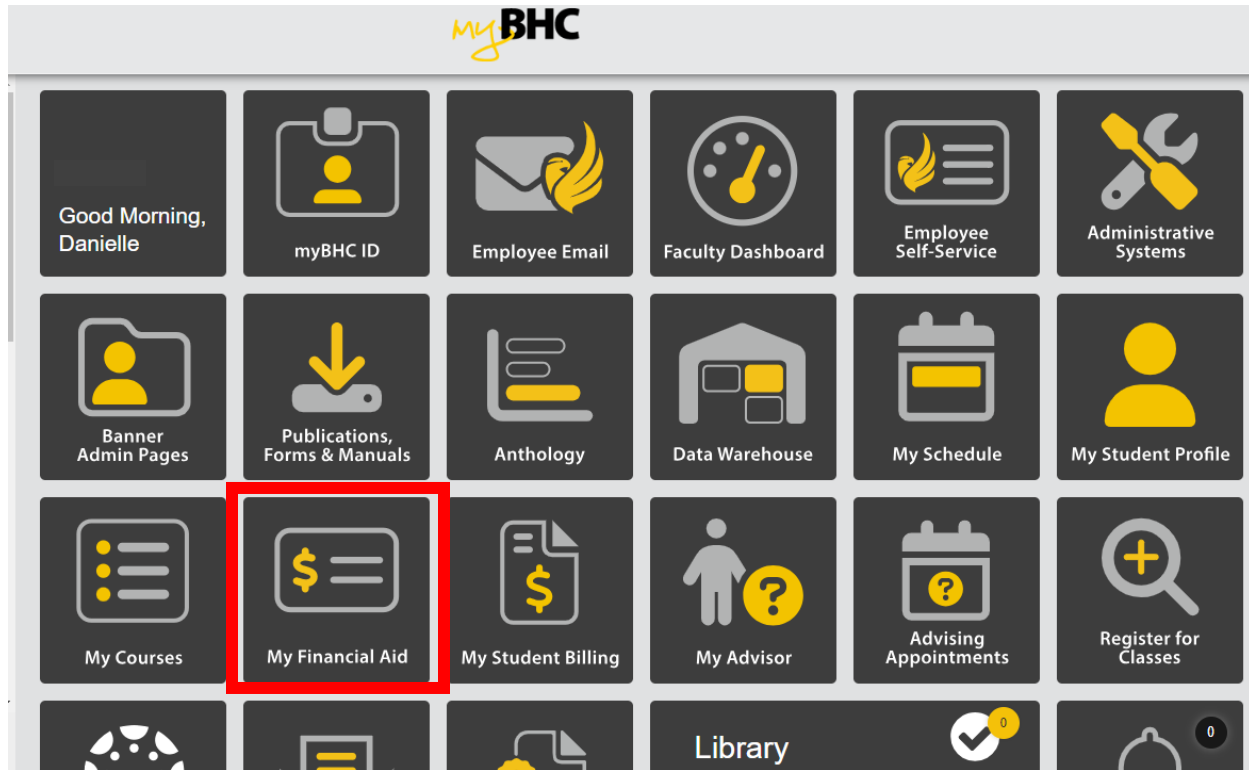 myBHC
Good Morning,
Danielle
myBHC ID
Employee Email
Faculty Dashboard
Employee
Self-Service
Administrative
Systems
Banner
Admin Pages
Publications,
Forms & Manuals
Anthology
Data Warehouse
My Schedule
My Student Profile
My Courses
$
My Financial Aid
$
My Student Billing
?
My Advisor
?
Advising
Appointments
Register for
Classes
Library
0
0